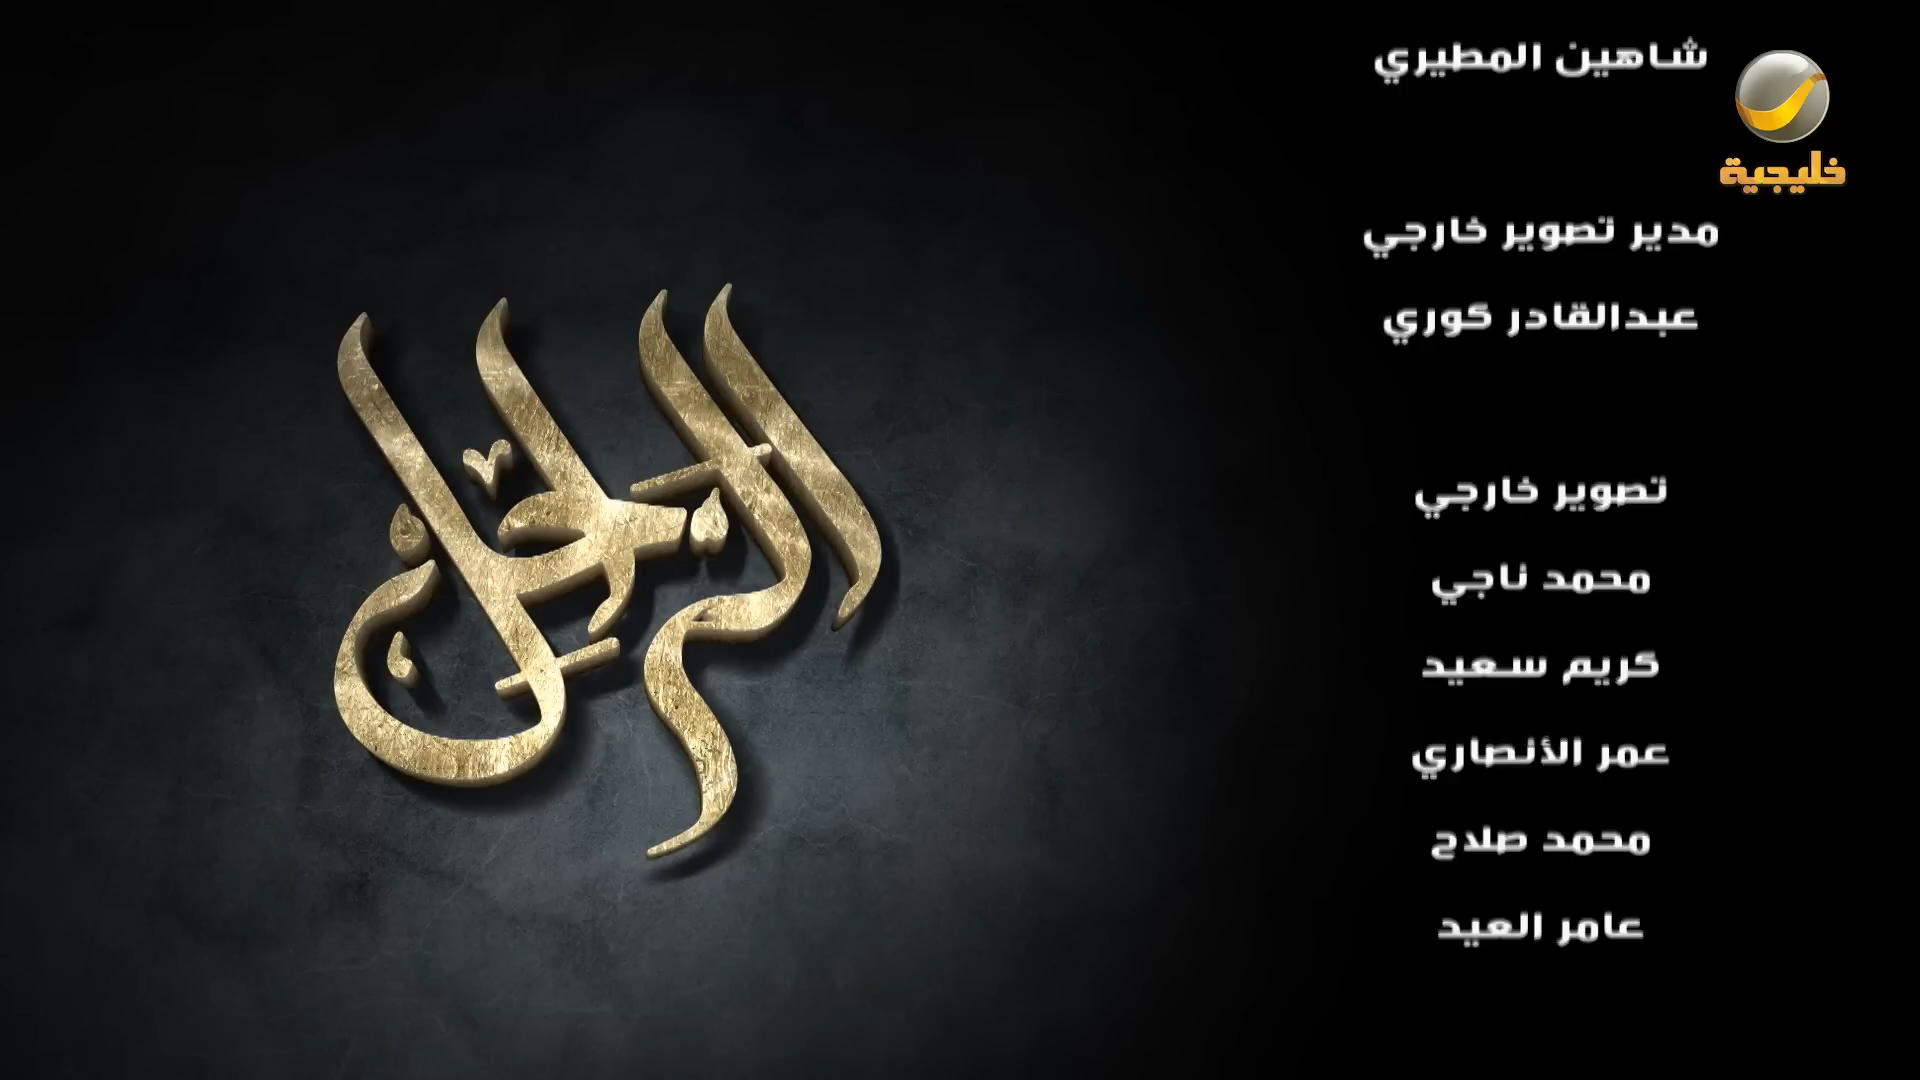 شاهين المطيري
خليجية
مدير تصوير خارجي
عبدالقادر كوري
تصوير خارجي
محمد ناجي
كريم سعيد
عمر الأنصاري
محمد صلاح
عامر العيد
الراحل